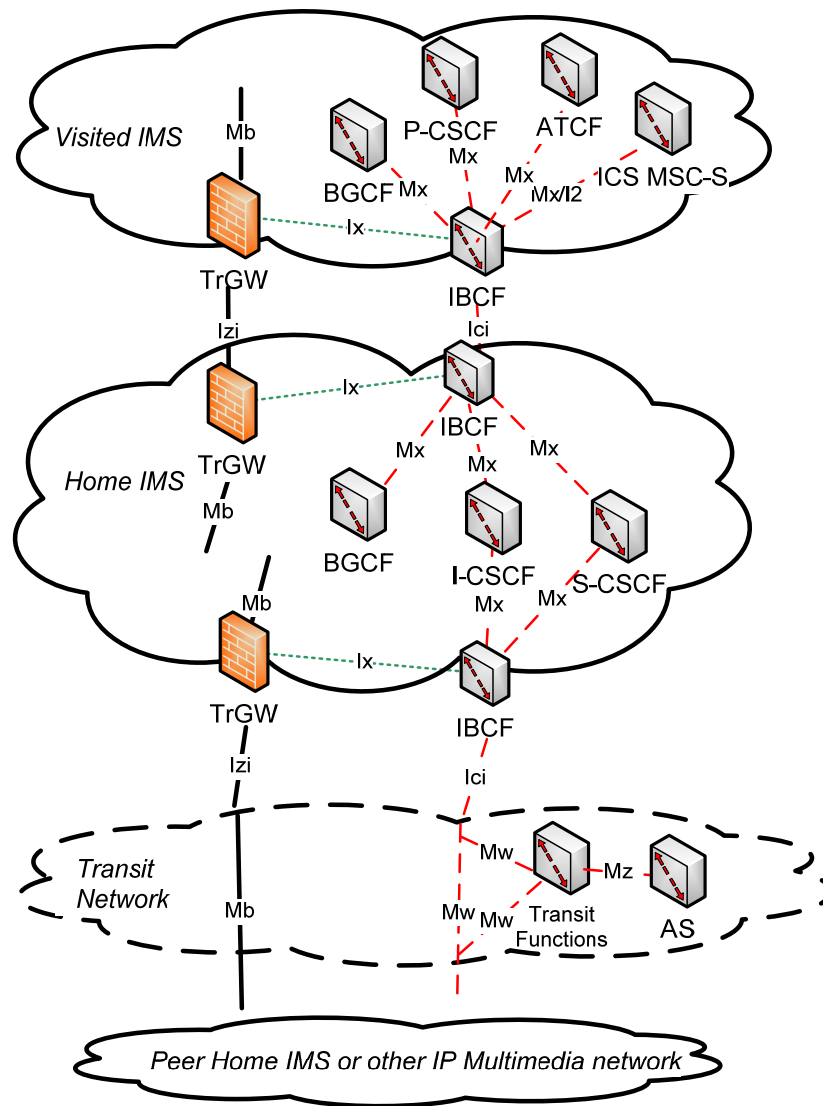 P-CSCF
ATCF
Visited IMS
Mb
Mx
ICS MSC-S
BGCF
Mx
Mx
Mx/I2
Ix
TrGW
IBCF
Izi
Ici
Ix
IBCF
TrGW
Mx
Mx
Mx
Home IMS
Mb
BGCF
I-CSCF
S-CSCF
Mb
Mx
Mx
Ix
TrGW
IBCF
Izi
Ici
Transit
Network
Mw
Mz
Mb
Mw
Mw
Transit
Functions
AS
Peer Home IMS or other IP Multimedia network